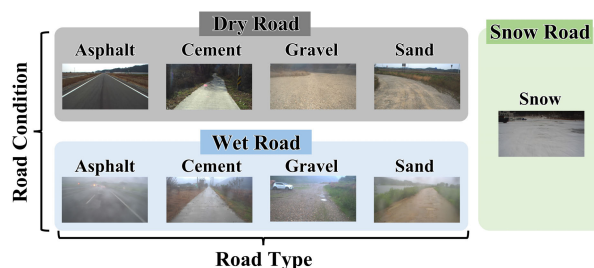 Dry Road
Asphalt Cement Gravel Sand
Snow Road
Snow
Wet Road
Asphalt Cement Gravel Sand
Road Condition
Road Type